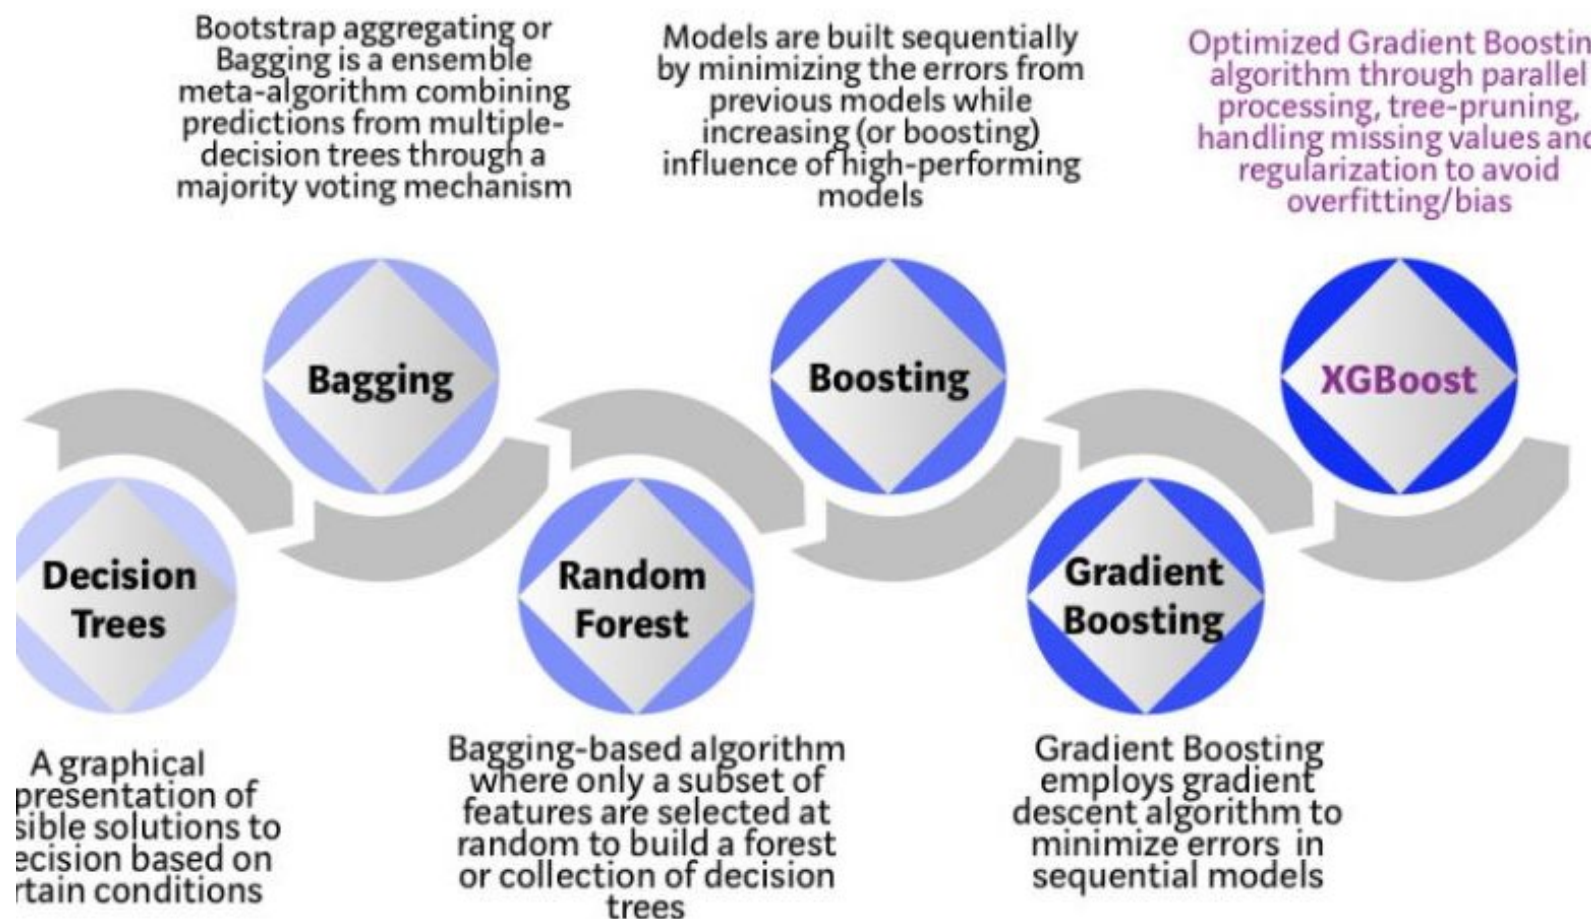 Bootstrap aggregating or
Bagging is a ensemble
meta-algorithm combining
predictions from multiple-
decision trees through a
majority voting mechanism
Models are built sequentially
by minimizing the errors from
previous models while
increasing (or boosting)
influence of high-performing
models
Optimized Gradient Boostin
algorithm through parallel
processing, tree-pruning,
handling missing values and
regularization to avoid
overfitting/bias
Bagging
Boosting
XGBoost
Decision
Trees
Random
Forest
Gradient
Boosting
A graphical
presentation of
sible solutions to
ecision based on
rtain conditions
Bagging-based algorithm
where only a subset of
features are selected at
random to build a forest
or collection of decision
trees
Gradient Boosting
employs gradient
descent algorithm to
minimize errors in
sequential models